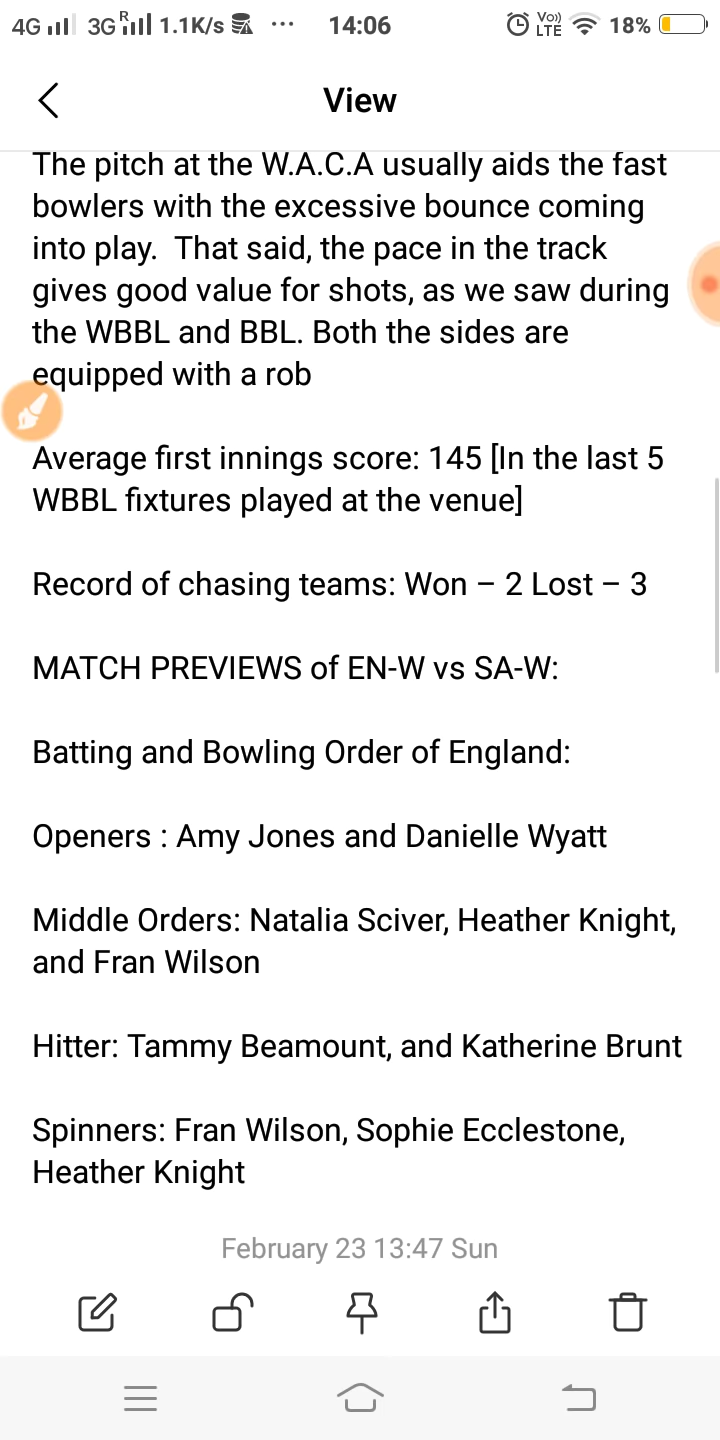 4G 3G R 1.1K/s ... 14:06 Vo)) LTE 18%
View
The pitch at the W.A.C.A usually aids the fast
bowlers with the excessive bounce coming
into play.  That said, the pace in the track
gives good value for shots, as we saw during
the WBBL and BBL. Both the sides are
equipped with a rob
Average first innings score: 145 [In the last 5
WBBL fixtures played at the venue]
Record of chasing teams: Won – 2 Lost – 3
MATCH PREVIEWS of EN-W vs SA-W:
Batting and Bowling Order of England:
Openers : Amy Jones and Danielle Wyatt
Middle Orders: Natalia Sciver, Heather Knight,
and Fran Wilson
Hitter: Tammy Beamount, and Katherine Brunt
Spinners: Fran Wilson, Sophie Ecclestone,
Heather Knight
February 23 13:47 Sun